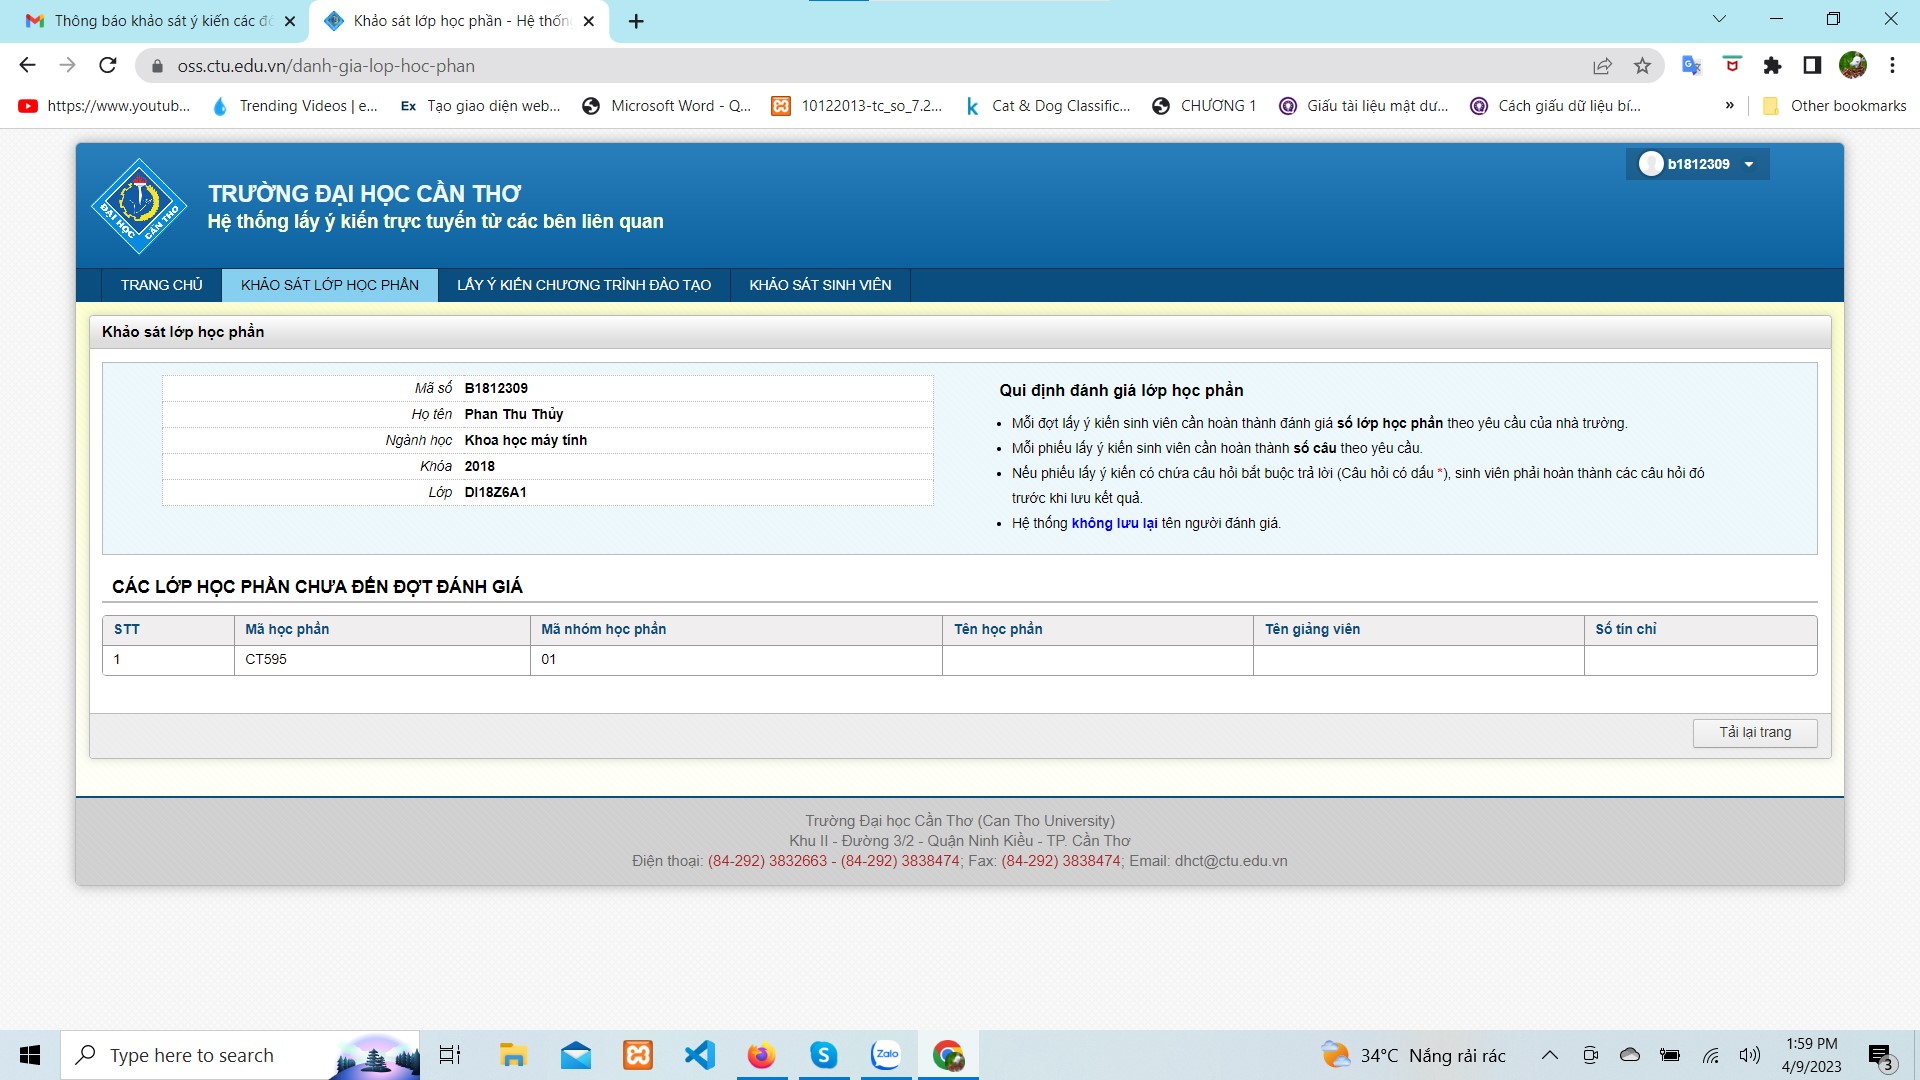 Thông báo khảo sát ý kiến các đố
Khảo sát lớp học phần - Hệ thống
oss.ctu.edu.vn/danh-gia-lop-hoc-phan
https://www.youtub...
Trending Videos | e...
Ex Tạo giao diện web...
Microsoft Word - Q...
10122013-tc_so_7.2...
Cat & Dog Classific...
CHƯƠNG 1
Giấu tài liệu mật dư...
Cách giấu dữ liệu bí...
»
Other bookmarks
ĐẠI HỌC CẦN THƠ
TRƯỜNG ĐẠI HỌC CẦN THƠ
Hệ thống lấy ý kiến trực tuyến từ các bên liên quan
b1812309
TRANG CHỦ
KHẢO SÁT LỚP HỌC PHẦN
LẤY Ý KIẾN CHƯƠNG TRÌNH ĐÀO TẠO
KHẢO SÁT SINH VIÊN
Khảo sát lớp học phần
Mã số B1812309
Họ tên Phan Thu Thủy
Ngành học Khoa học máy tính
Khóa 2018
Lớp DI18Z6A1
Qui định đánh giá lớp học phần
• Mỗi đợt lấy ý kiến sinh viên cần hoàn thành đánh giá số lớp học phần theo yêu cầu của nhà trường.
• Mỗi phiếu lấy ý kiến sinh viên cần hoàn thành số câu theo yêu cầu.
• Nếu phiếu lấy ý kiến có chứa câu hỏi bắt buộc trả lời (Câu hỏi có dấu *), sinh viên phải hoàn thành các câu hỏi đó
trước khi lưu kết quả.
• Hệ thống không lưu lại tên người đánh giá.
CÁC LỚP HỌC PHẦN CHƯA ĐẾN ĐỢT ĐÁNH GIÁ
STT Mã học phần Mã nhóm học phần Tên học phần Tên giảng viên Số tín chỉ
1 CT595 01
Tải lại trang
Trường Đại học Cần Thơ (Can Tho University)
Khu II - Đường 3/2 - Quận Ninh Kiều - TP. Cần Thơ
Điện thoại: (84-292) 3832663 - (84-292) 3838474; Fax: (84-292) 3838474; Email: dhct@ctu.edu.vn
Type here to search
Zalo
34°C Nắng rải rác
1:59 PM
4/9/2023
3